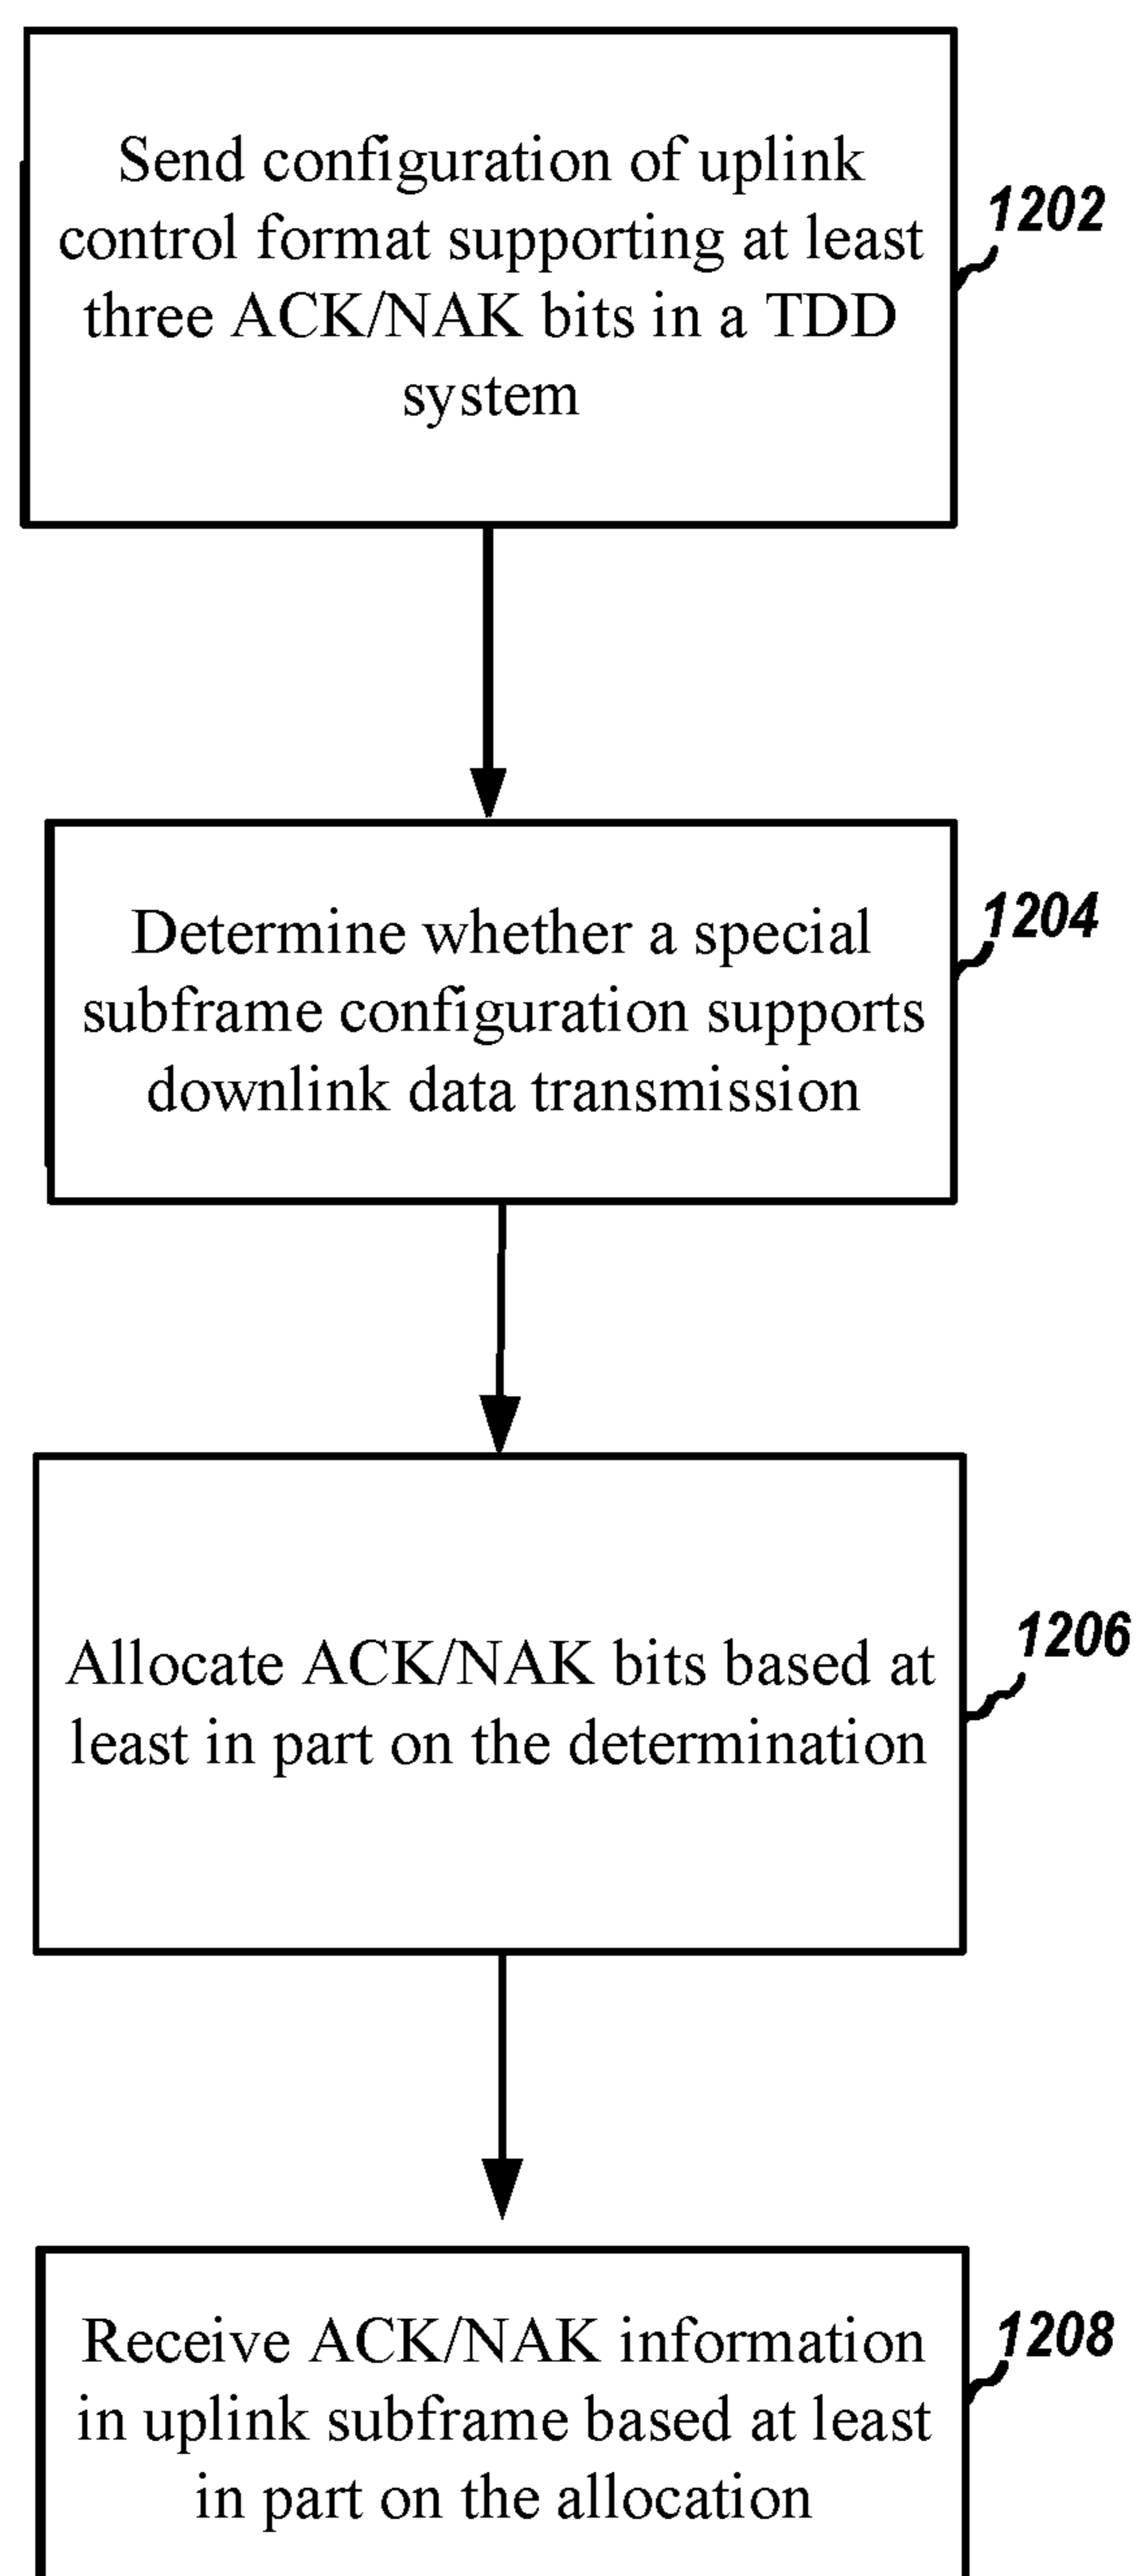 Send configuration of uplink
control format supporting at least
three ACK/NAK bits in a TDD
system
1202
Determine whether a special
subframe configuration supports
downlink data transmission
1204
Allocate ACK/NAK bits based at
least in part on the determination
1206
Receive ACK/NAK information
in uplink subframe based at least
in part on the allocation
1208